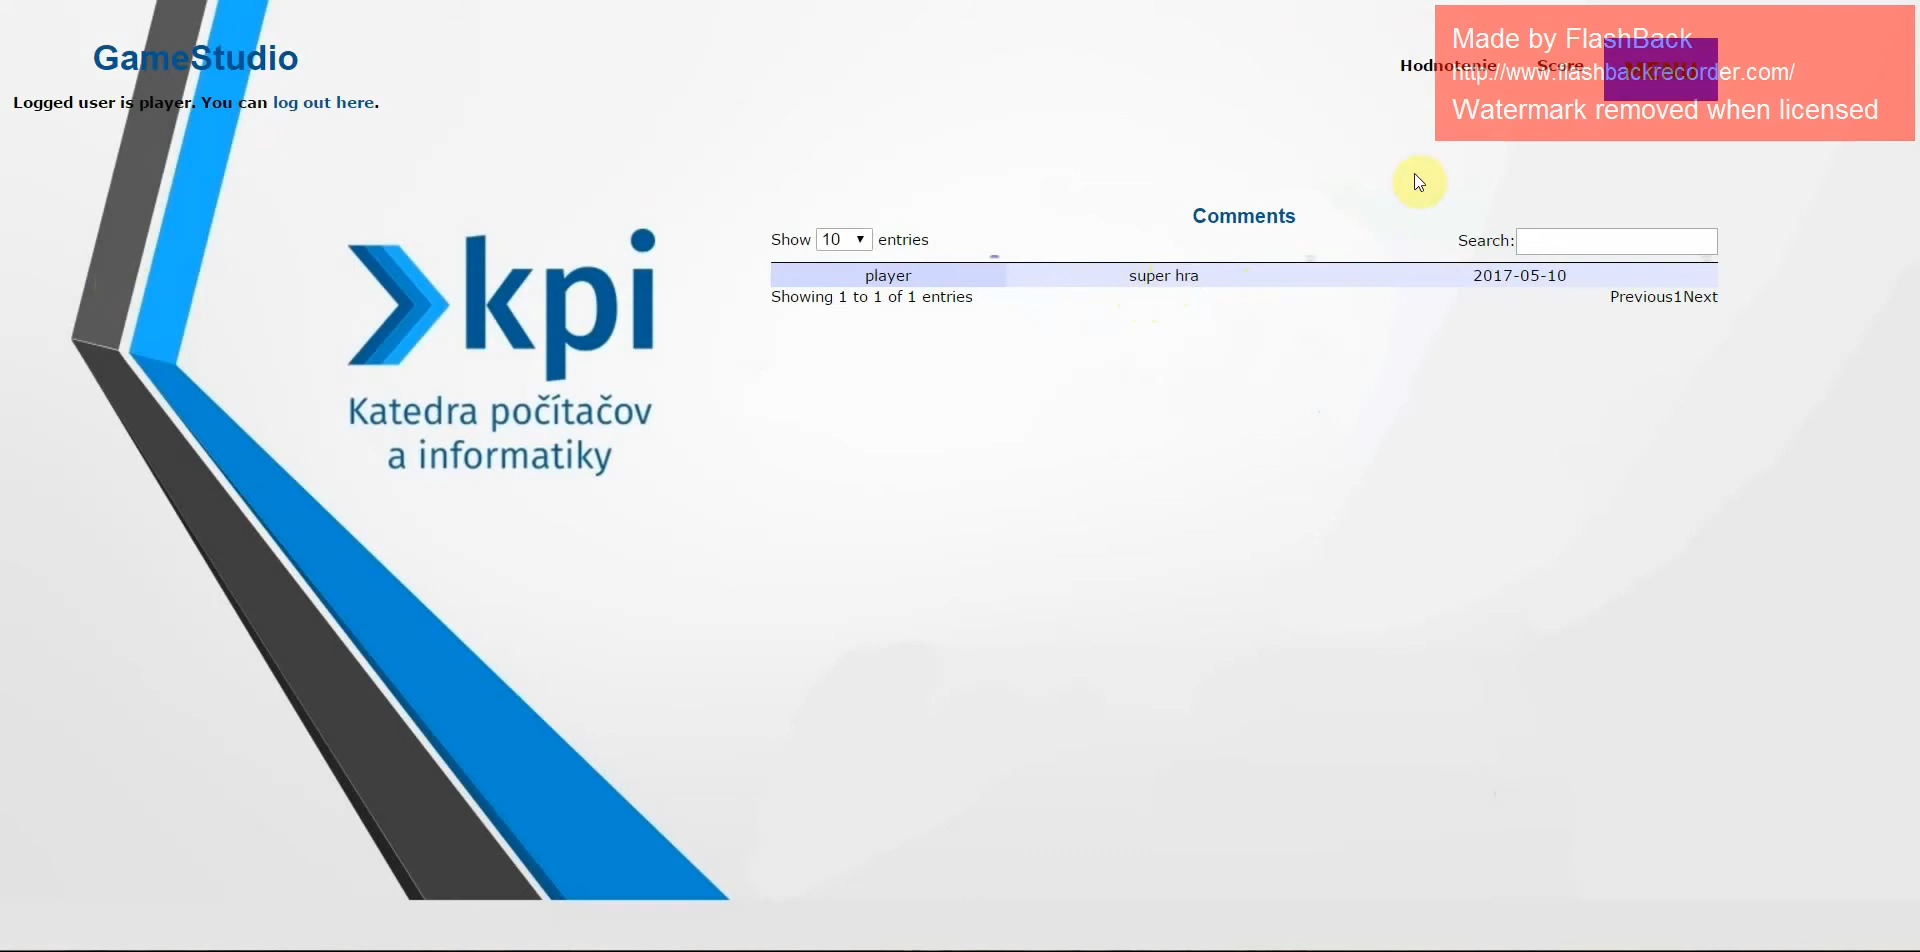 GameStudio
Logged user is player. You can log out here.
Hodnotenie Score MENU
Made by FlashBack
http://www.flashbackrecorder.com/
Watermark removed when licensed
kpi
Katedra počítačov
a informatiky
Comments
Show 10 entries
Search:
player super hra 2017-05-10
Showing 1 to 1 of 1 entries
Previous1Next